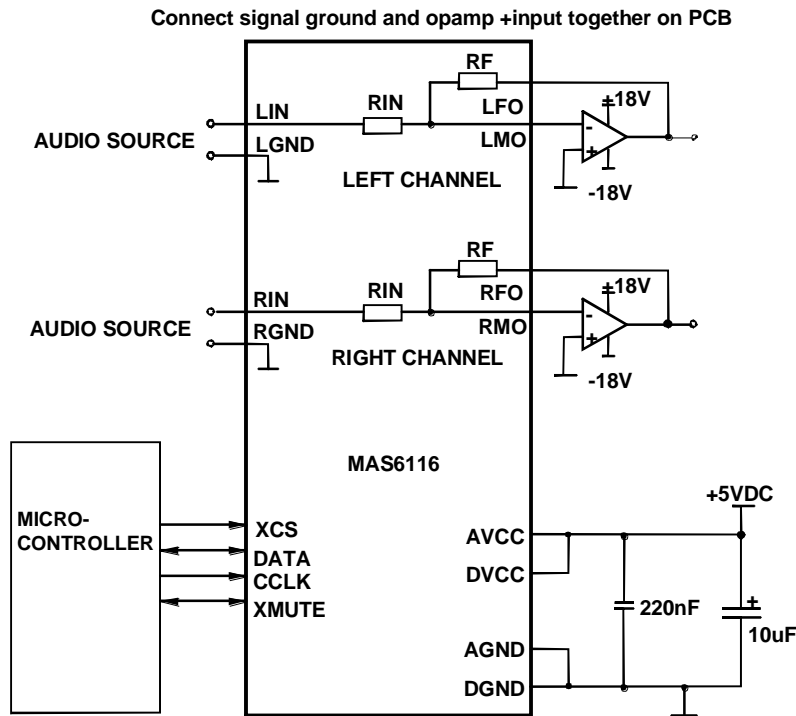 Connect signal ground and opamp +input together on PCB
RF
+18V
LIN
RIN
LFO
AUDIO SOURCE
LGND
LMO
-
+
LEFT CHANNEL
-18V
RF
+18V
RIN
RIN
RFO
AUDIO SOURCE
RGND
RMO
-
+
RIGHT CHANNEL
-18V
MAS6116
+5VDC
MICRO-
CONTROLLER
XCS
DATA
CCLK
XMUTE
AVCC
DVCC
220nF
+
10uF
AGND
DGND